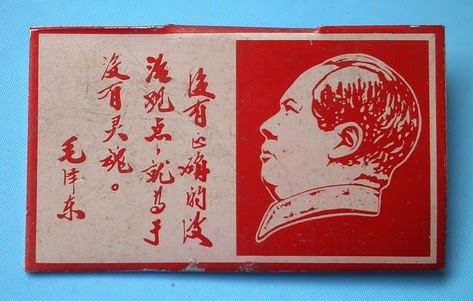 没有正确的政
治观点，就等于
没有灵魂。
毛泽东